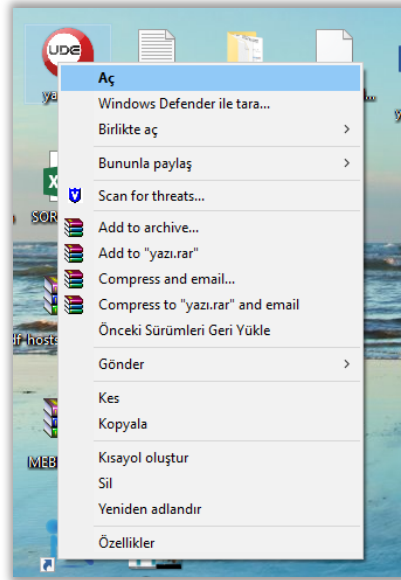 UDE
Aç
Windows Defender ile tara...
Birlikte aç
Bununla paylaş
Scan for threats...
SOR
Add to archive...
Add to "yazı.rar"
Compress and email...
Compress to "yazı.rar" and email
Önceki Sürümleri Geri Yükle
Gönder
Kes
Kopyala
MEB
Kısayol oluştur
Sil
Yeniden adlandır
Özellikler